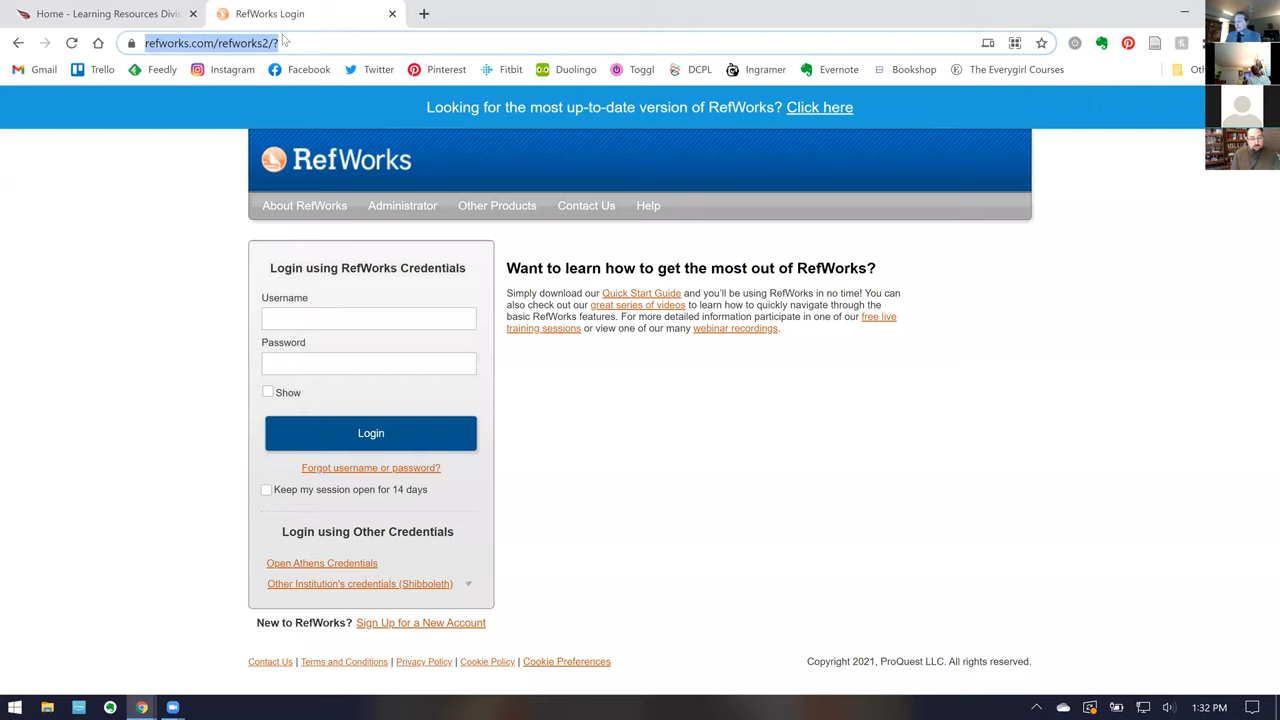 Home - Learning Resources Divis
RefWorks Login
refworks.com/refworks2/?
Gmail
Trello
Feedly
Instagram
Facebook
Twitter
Pinterest
Fitbit
Duolingo
Toggl
DCPL
Ingramer
Evernote
Bookshop
The Everygirl Courses
Looking for the most up-to-date version of RefWorks? Click here
RefWorks
About RefWorks
Administrator
Other Products
Contact Us
Help
Login using RefWorks Credentials
Username
Password
Show
Login
Forgot username or password?
Keep my session open for 14 days
Login using Other Credentials
Open Athens Credentials
Other Institution's credentials (Shibboleth)
New to RefWorks? Sign Up for a New Account
Want to learn how to get the most out of RefWorks?
Simply download our Quick Start Guide and you'll be using RefWorks in no time! You can
also check out our great series of videos to learn how to quickly navigate through the
basic RefWorks features. For more detailed information participate in one of our free live
training sessions or view one of our many webinar recordings.
Contact Us | Terms and Conditions | Privacy Policy | Cookie Policy | Cookie Preferences
Copyright 2021, ProQuest LLC. All rights reserved.
1:32 PM